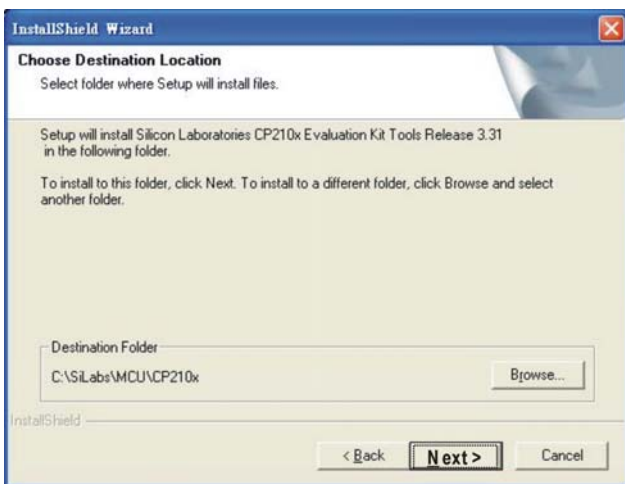 InstallShield Wizard
Choose Destination Location
Select folder where Setup will install files.
Setup will install Silicon Laboratories CP210x Evaluation Kit Tools Release 3.31
in the following folder.
To install to this folder, click Next. To install to a different folder, click Browse and select
another folder.
Destination Folder
C:\SiLabs\MCU\CP210x
Browse...
InstallShield
< Back
Next >
Cancel